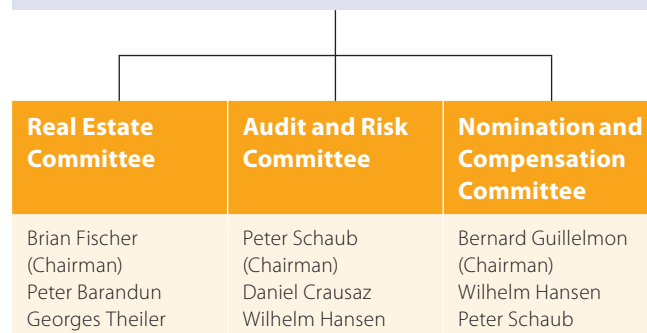 Real Estate
Committee
Brian Fischer
(Chairman)
Peter Barandun
Georges Theiler
Audit and Risk
Committee
Peter Schaub
(Chairman)
Daniel Crausaz
Wilhelm Hansen
Nomination and
Compensation
Committee
Bernard Guillelmon
(Chairman)
Wilhelm Hansen
Peter Schaub